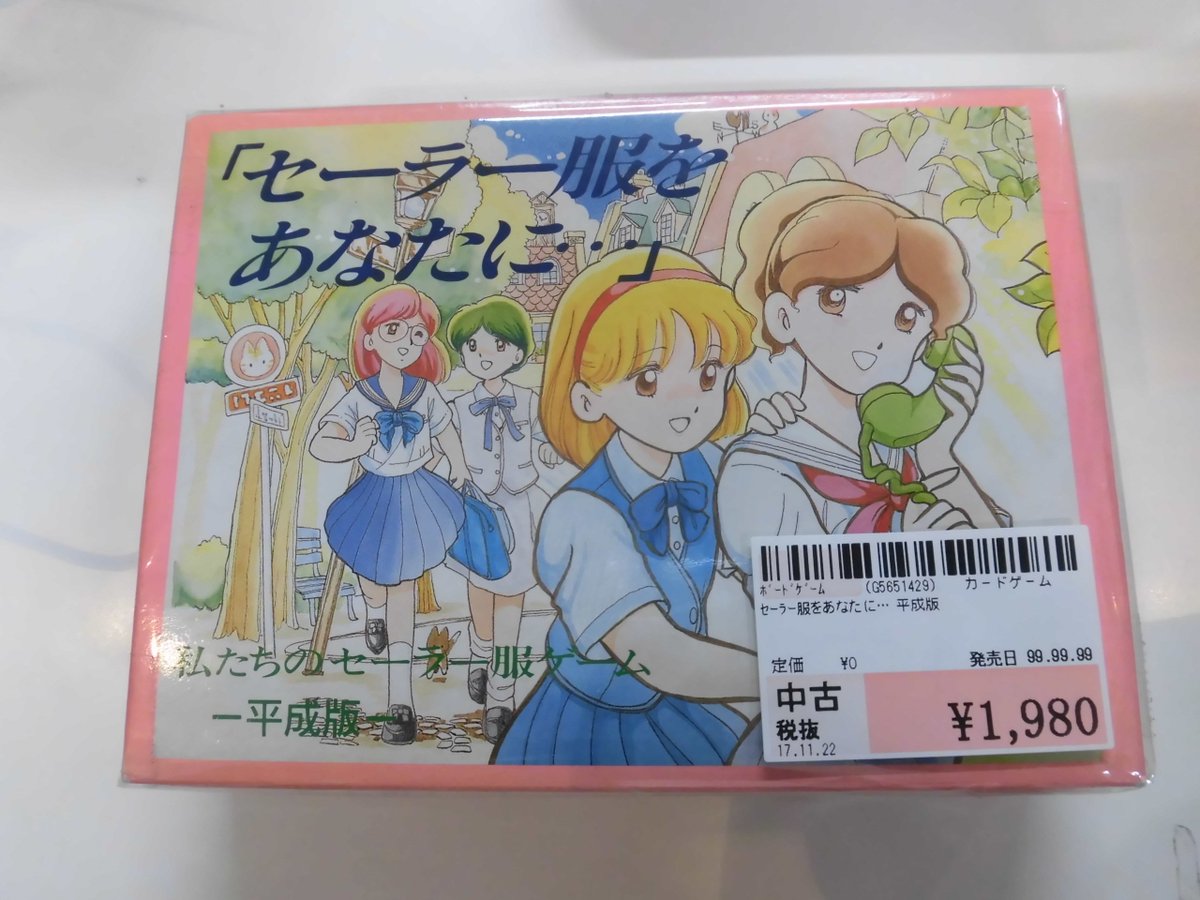 「セーラー服を
あなたに…」
私たちのセーラー服ゲーム
－平成版－
ﾎﾞｰﾄﾞｹﾞｰﾑ (G5651429) カードゲーム
セーラー服をあなたに… 平成版
定価 ¥0 発売日 99.99.99
中古
税抜
¥1,980
17.11.22